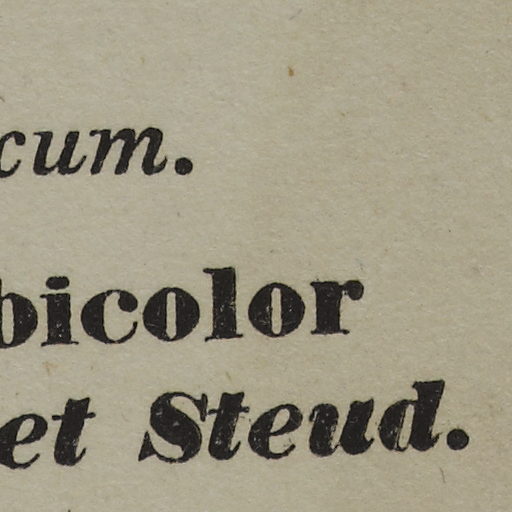 cum.
bicolor
et Steud.